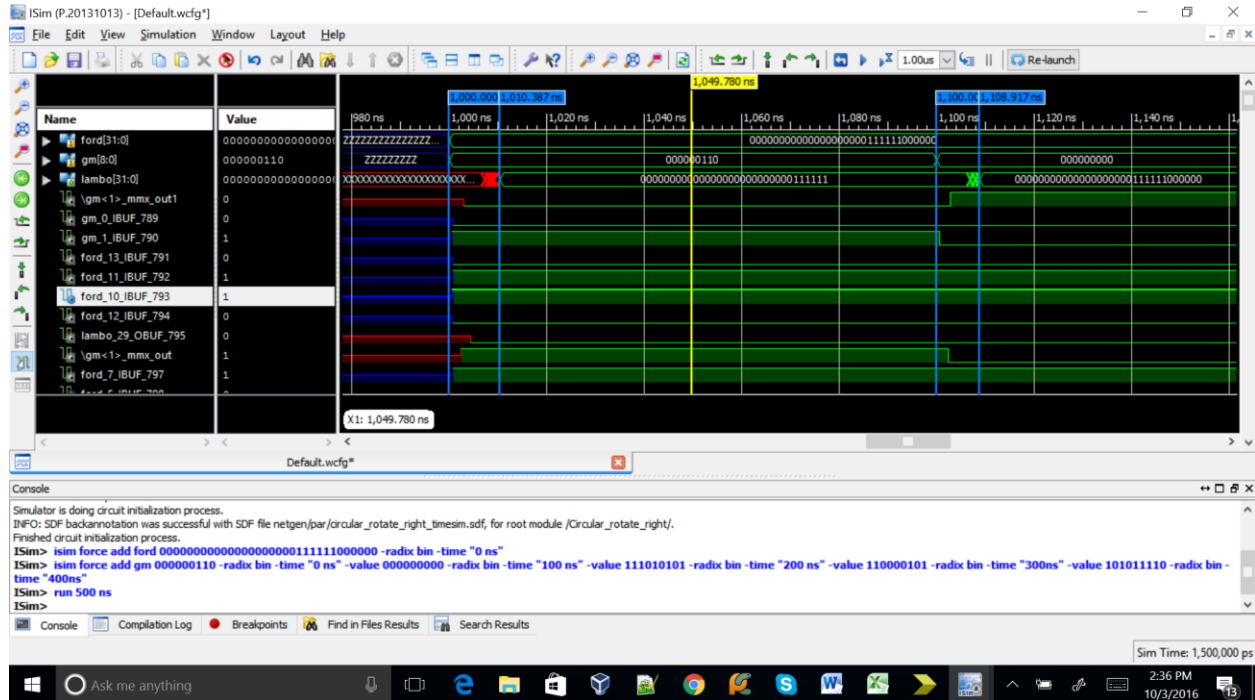 ISim (P.20131013) - [Default.wcfg*]
File Edit View Simulation Window Layout Help
1.00us Re-launch
1,049.780 ns
1,000.000 1,010.387 ns 1,100.00 1,108.917 ns
Name Value 980 ns 1,000 ns 1,020 ns 1,040 ns 1,060 ns 1,080 ns 1,100 ns 1,120 ns 1,140 ns 1,
ford[31:0] ZZZZZZZZZZZZZZZ...
gm[8:0] 000000110 ZZZZZZZZZ 000000110 000000000
lambo[31:0]
\gm<1>_mmx_out1 0
gm_0_IBUF_789 0
gm_1_IBUF_790 1
ford_13_IBUF_791 0
ford_11_IBUF_792 1
ford_10_IBUF_793 1
ford_12_IBUF_794 0
lambo_29_OBUF_795 0
\gm<1>_mmx_out 1
ford_7_IBUF_797 1
X1: 1,049.780 ns
Default.wcfg*
Console
Simulator is doing circuit initialization process.
INFO: SDF backannotation was successful with SDF file netgen/par/circular_rotate_right_timesim.sdf, for root module /Circular_rotate_right/.
Finished circuit initialization process.
ISim> isim force add ford 00000000000000000000111111000000 -radix bin -time "0 ns"
ISim> isim force add gm 000000110 -radix bin -time "0 ns" -value 000000000 -radix bin -time "100 ns" -value 111010101 -radix bin -time "200 ns" -value 110000101 -radix bin -time "300ns" -value 101011110 -radix bin -
time "400ns"
ISim> run 500 ns
ISim>
Console Compilation Log Breakpoints Find in Files Results Search Results
Sim Time: 1,500,000 ps
Ask me anything
2:36 PM
10/3/2016
13